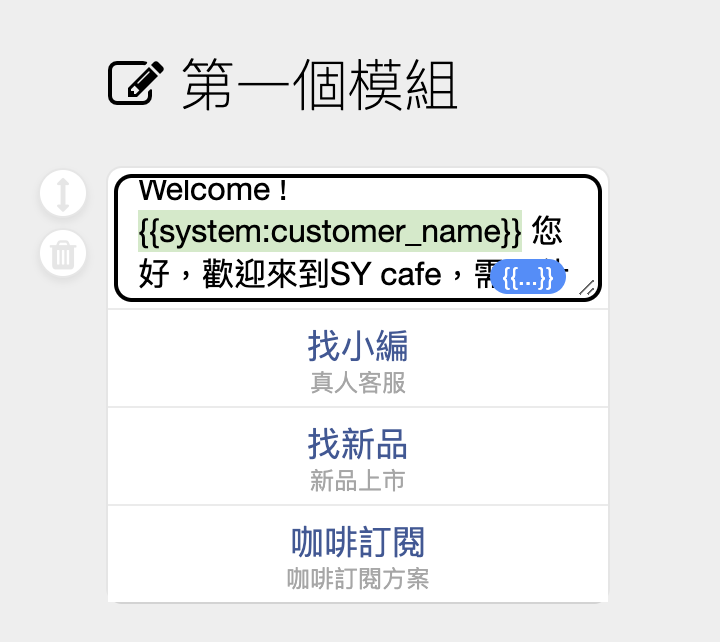 第一個模組
Welcome !
{{system:customer_name}} 您
好，歡迎來到SY cafe，需
{{...}}
找小編
真人客服
找新品
新品上市
咖啡訂閱
咖啡訂閱方案